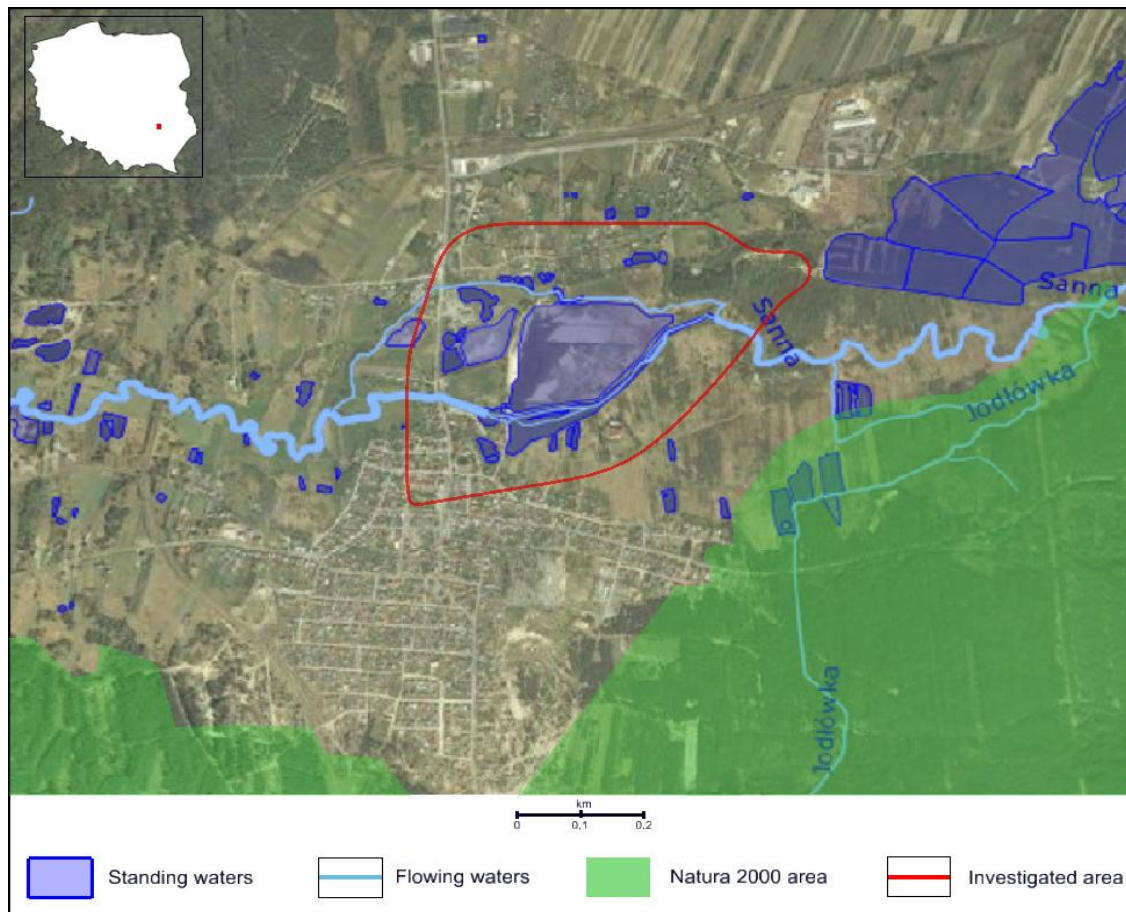 Sanna
Sanna
Jodłówka
Jodłówka
km
0 0,1 0,2
Standing waters
Flowing waters
Natura 2000 area
Investigated area